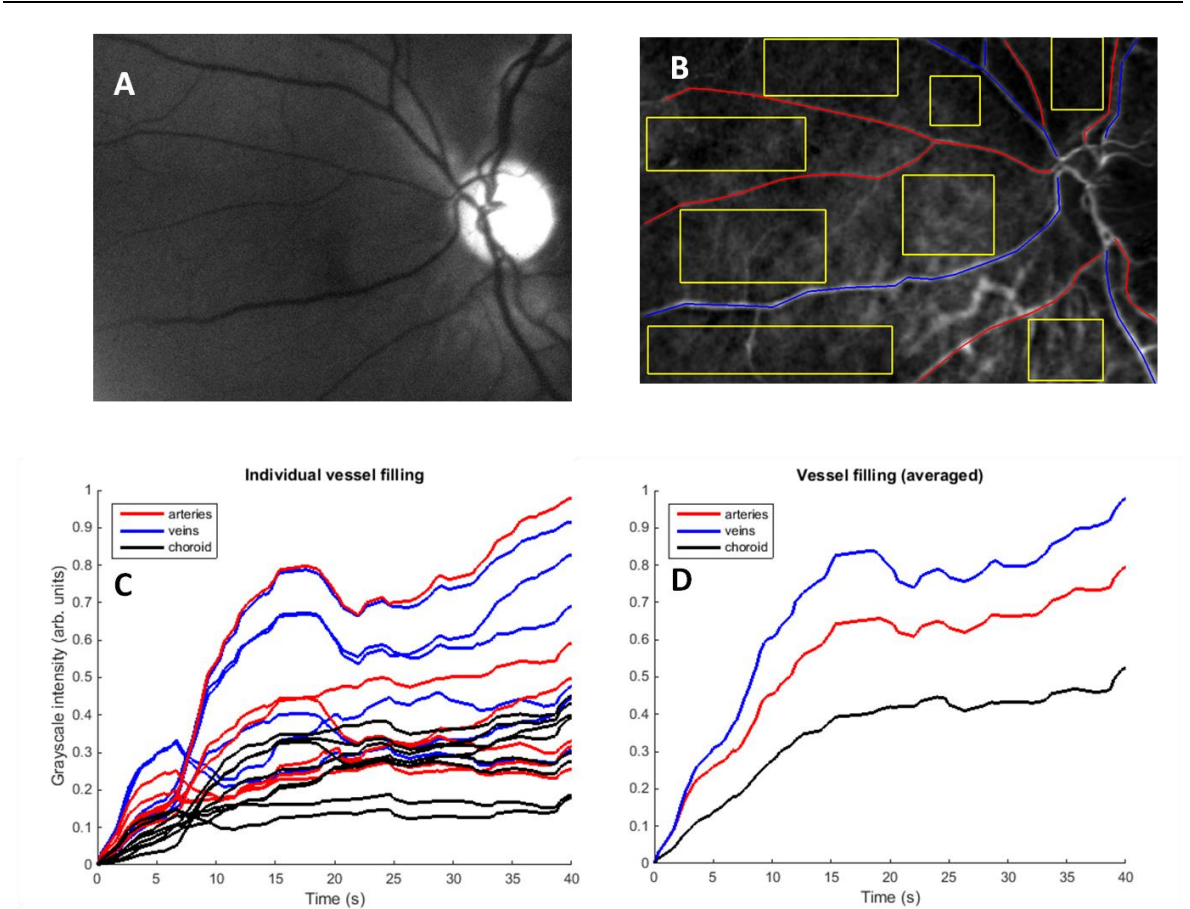 A
B
Individual vessel filling
Vessel filling (averaged)
1
0.9
0.8
0.7
0.6
0.5
0.4
0.3
0.2
0.1
0
arteries
veins
choroid
C
Grayscale intensity (arb. units)
0 5 10 15 20 25 30 35 40
Time (s)
1
0.9
0.8
0.7
0.6
0.5
0.4
0.3
0.2
0.1
0
arteries
veins
choroid
D
0 5 10 15 20 25 30 35 40
Time (s)